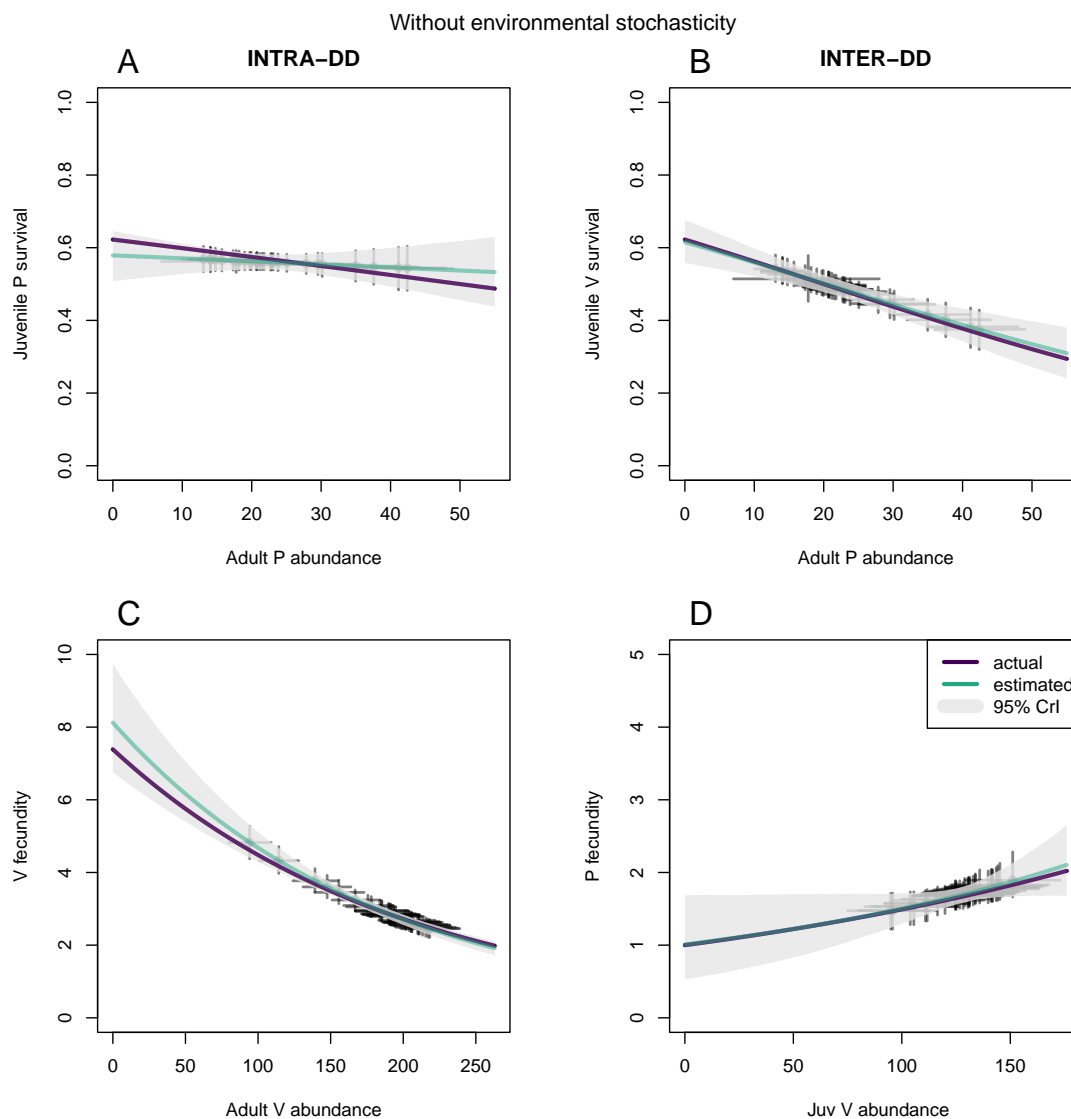 Without environmental stochasticity
A
INTRA−DD
Juvenile P survival
0.0 0.2 0.4 0.6 0.8 1.0
0 10 20 30 40 50
Adult P abundance
B
INTER−DD
Juvenile V survival
0.0 0.2 0.4 0.6 0.8 1.0
0 10 20 30 40 50
Adult P abundance
C
V fecundity
0 2 4 6 8 10
0 50 100 150 200 250
Adult V abundance
D
P fecundity
0 1 2 3 4 5
0 50 100 150
Juv V abundance
actual
estimated
95% CrI